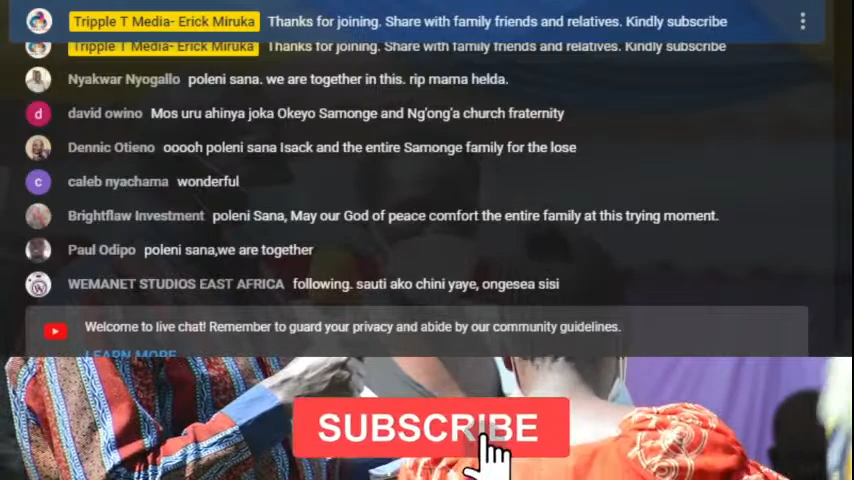 Tripple T Media- Erick Miruka Thanks for joining. Share with family friends and relatives. Kindly subscribe
Tripple T Media- Erick Miruka Thanks for joining. Share with family friends and relatives. Kindly subscribe
Nyakwar Nyogallo poleni sana. we are together in this. rip mama helda.
d david owino Mos uru ahinya joka Okeyo Samonge and Ng'ong'a church fraternity
Dennic Otieno ooooh poleni sana Isack and the entire Samonge family for the lose
c caleb nyachama wonderful
Brightflaw Investment poleni Sana, May our God of peace comfort the entire family at this trying moment.
Paul Odipo poleni sana,we are together
WEMANET STUDIOS EAST AFRICA following. sauti ako chini yaye, ongesea sisi
Welcome to live chat! Remember to guard your privacy and abide by our community guidelines.
LEARN MORE
SUBSCRIBE